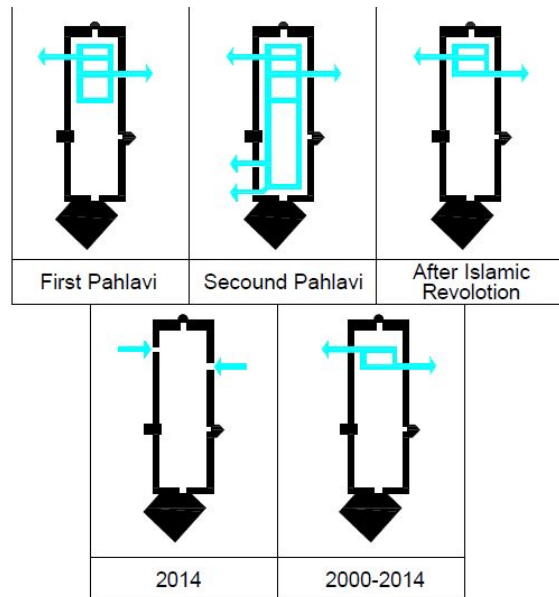 First Pahlavi
Secound Pahlavi
After Islamic
Revolotion
2014
2000-2014